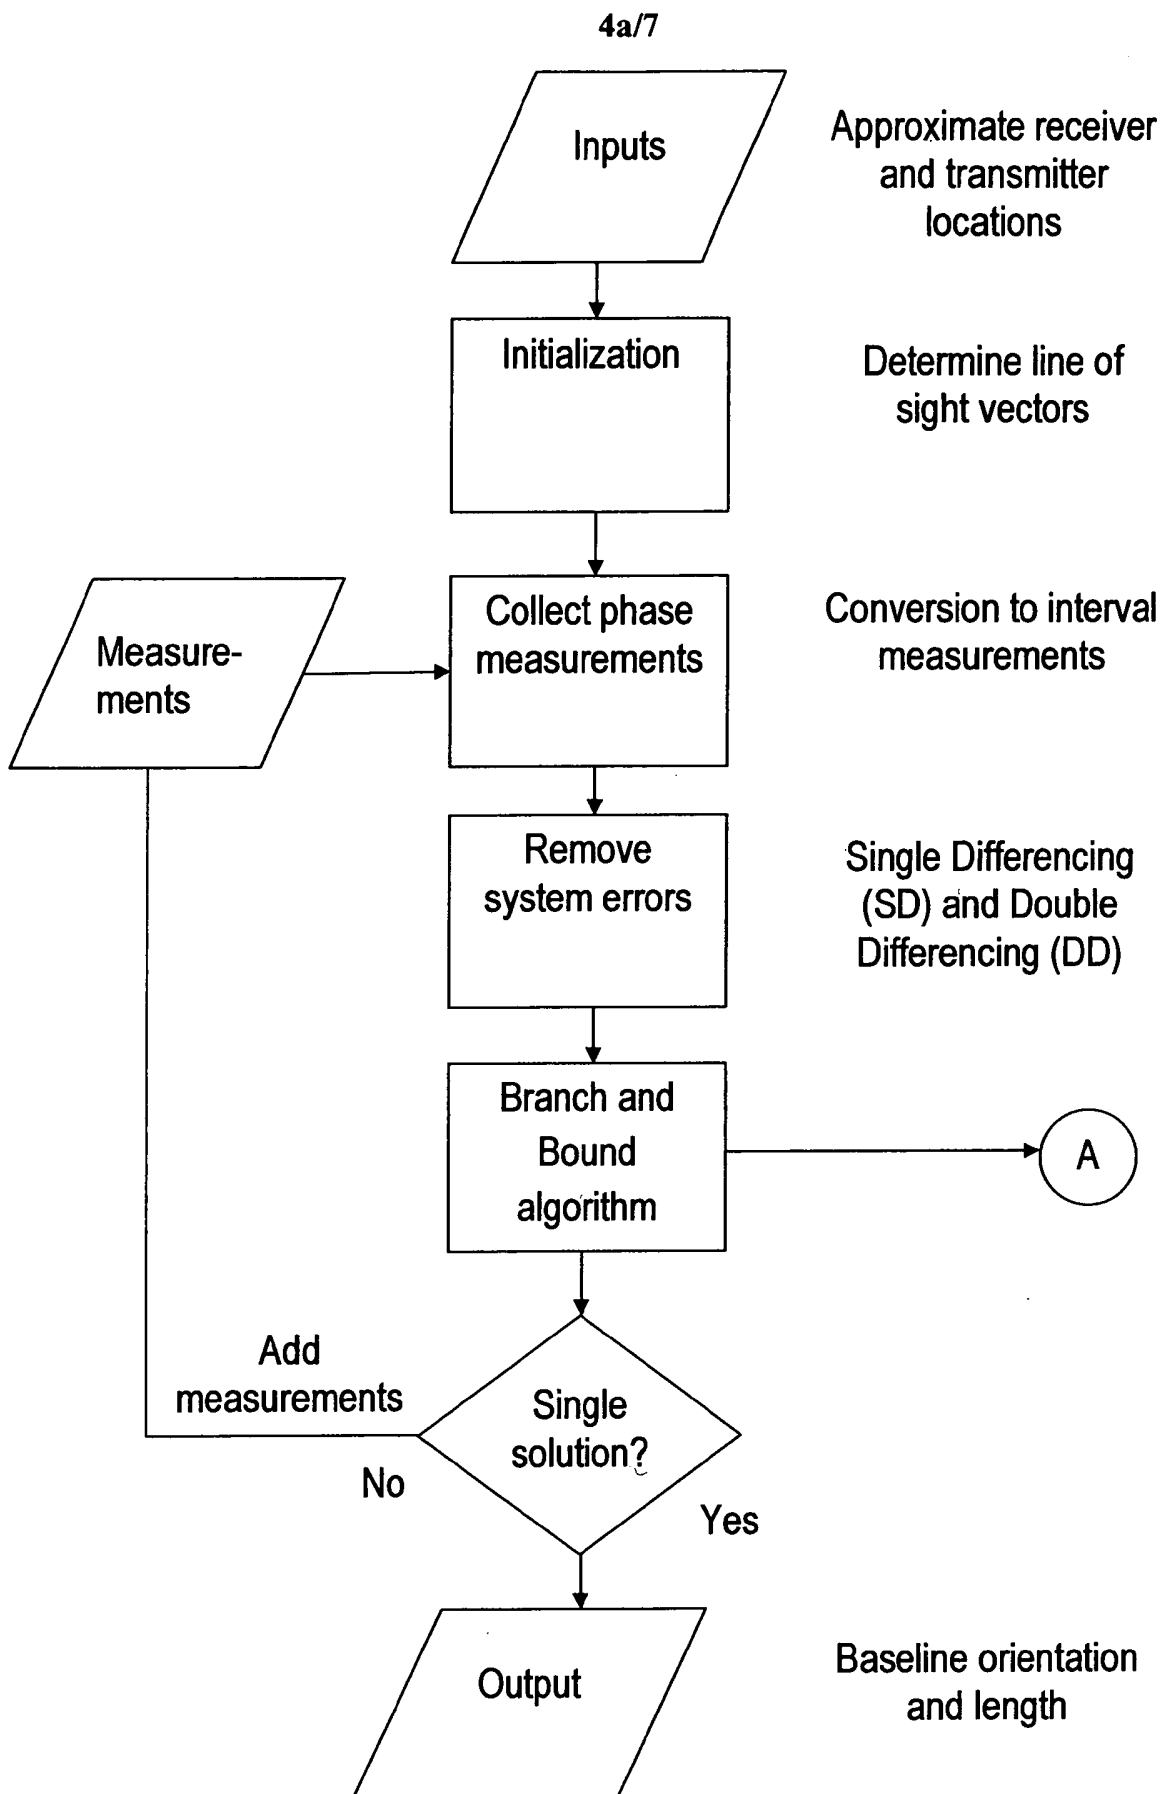 4a/7
Inputs
Approximate receiver
and transmitter
locations
Initialization
Determine line of
sight vectors
Measure-
ments
Collect phase
measurements
Conversion to interval
measurements
Remove
system errors
Single Differencing
(SD) and Double
Differencing (DD)
Branch and
Bound
algorithm
A
Add
measurements
Single
solution?
No
Yes
Output
Baseline orientation
and length